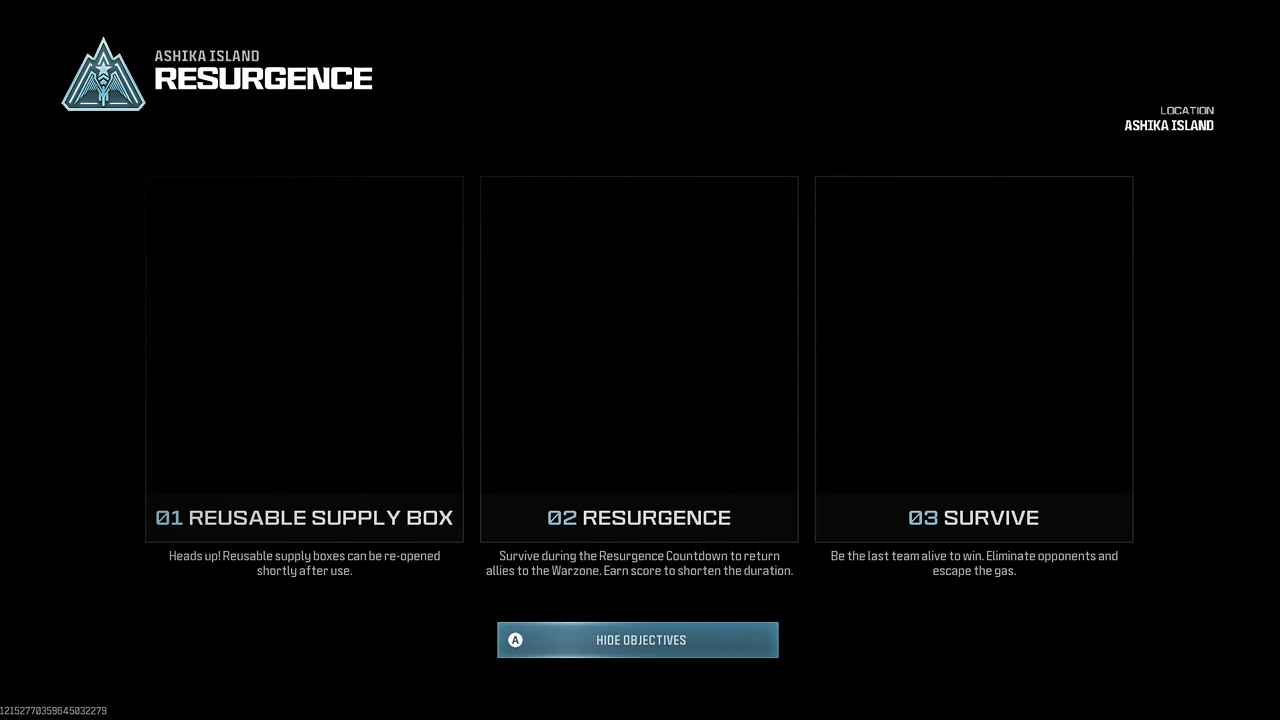 ASHIKA ISLAND
RESURGENCE
LOCATION
ASHIKA ISLAND
01 REUSABLE SUPPLY BOX
Heads up! Reusable supply boxes can be re-opened
shortly after use.
02 RESURGENCE
Survive during the Resurgence Countdown to return
allies to the Warzone. Earn score to shorten the duration.
03 SURVIVE
Be the last team alive to win. Eliminate opponents and
escape the gas.
A HIDE OBJECTIVES
12152770359645032279